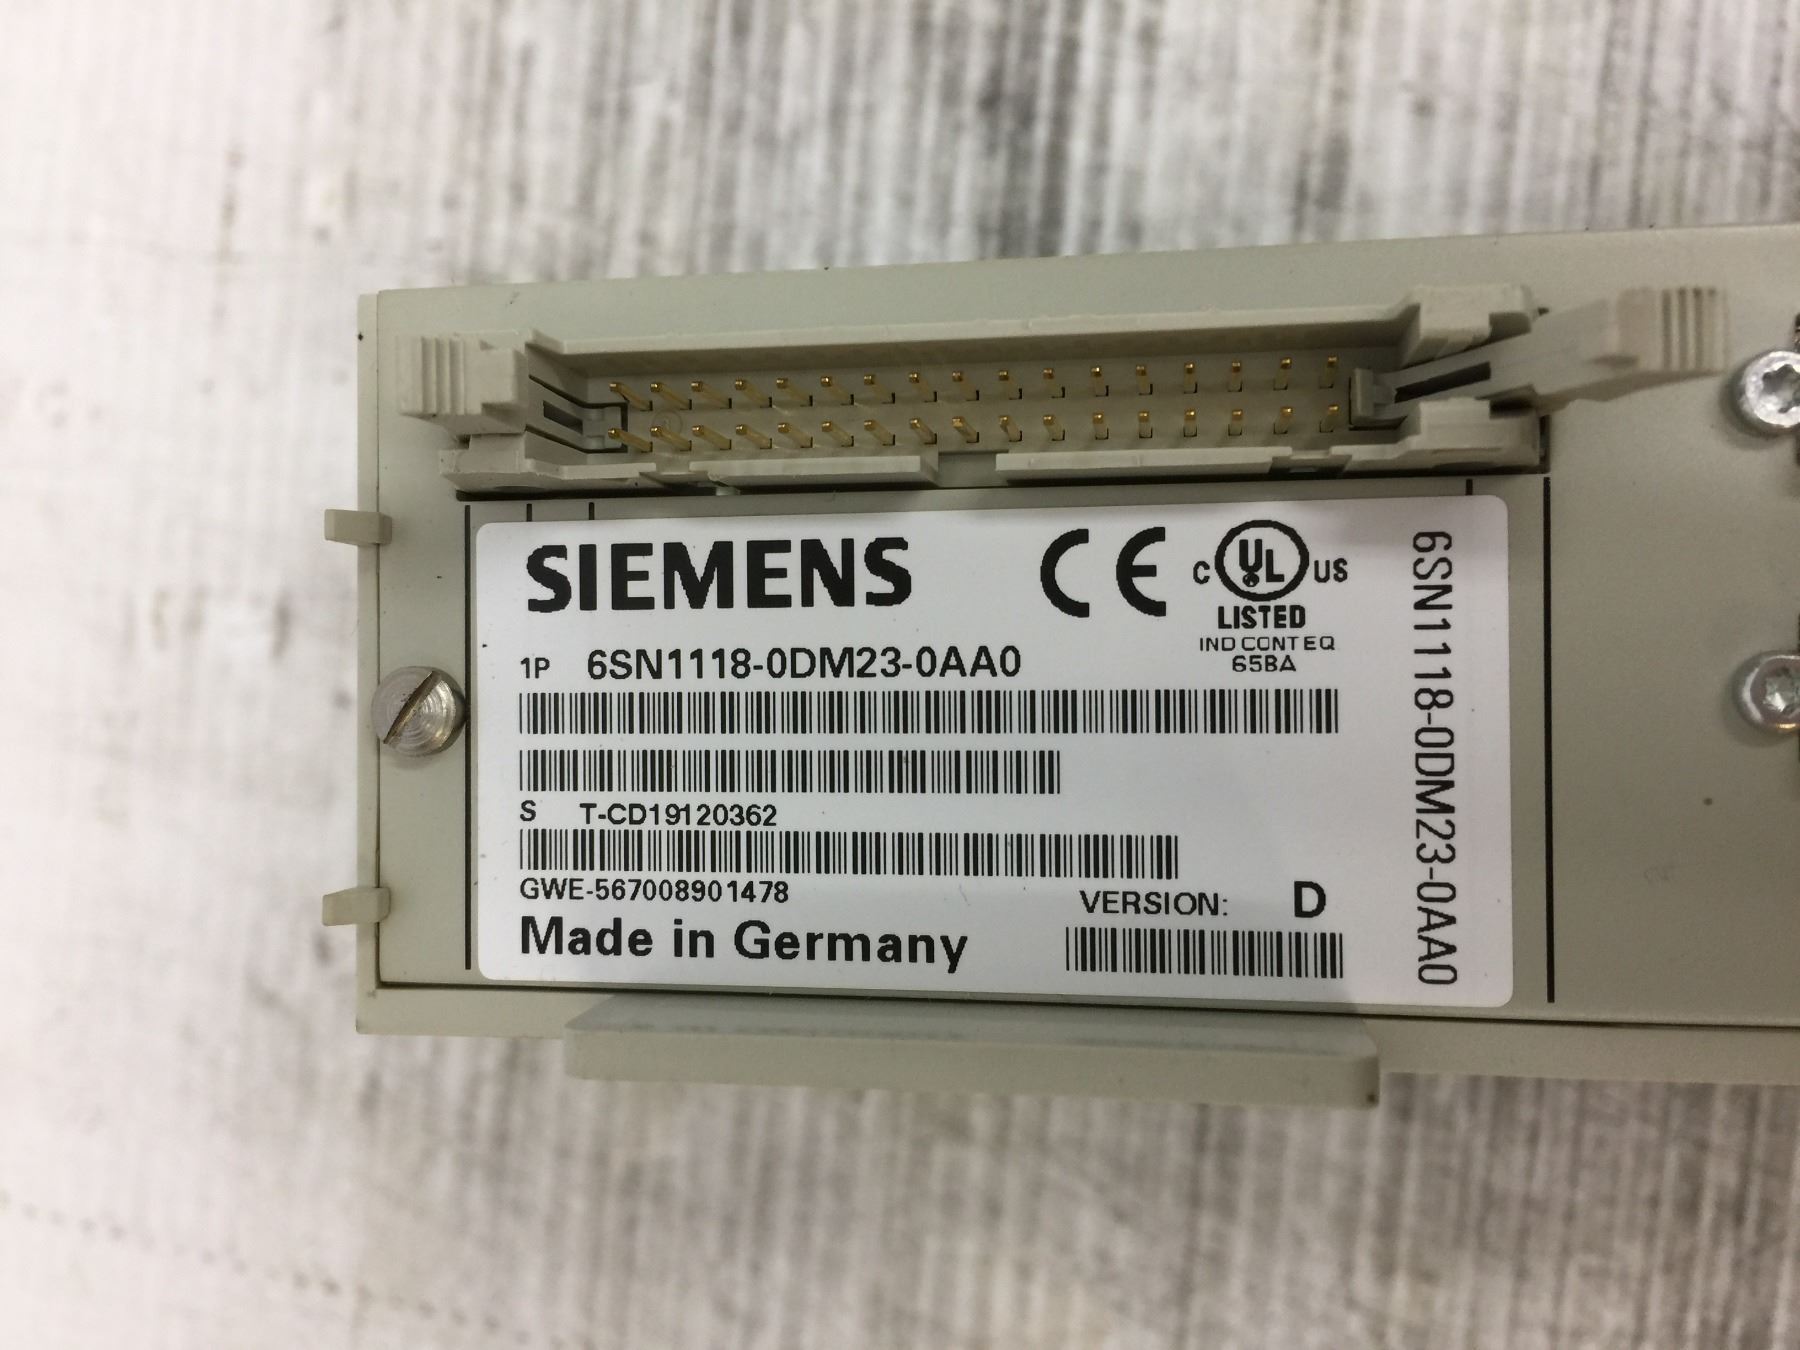 SIEMENS
CE
C UL US
LISTED
IND CONT EQ
65BA
1P 6SN1118-0DM23-0AA0
S T-CD19120362
GWE-567008901478
VERSION: D
Made in Germany
6SN1118-0DM23-0AA0